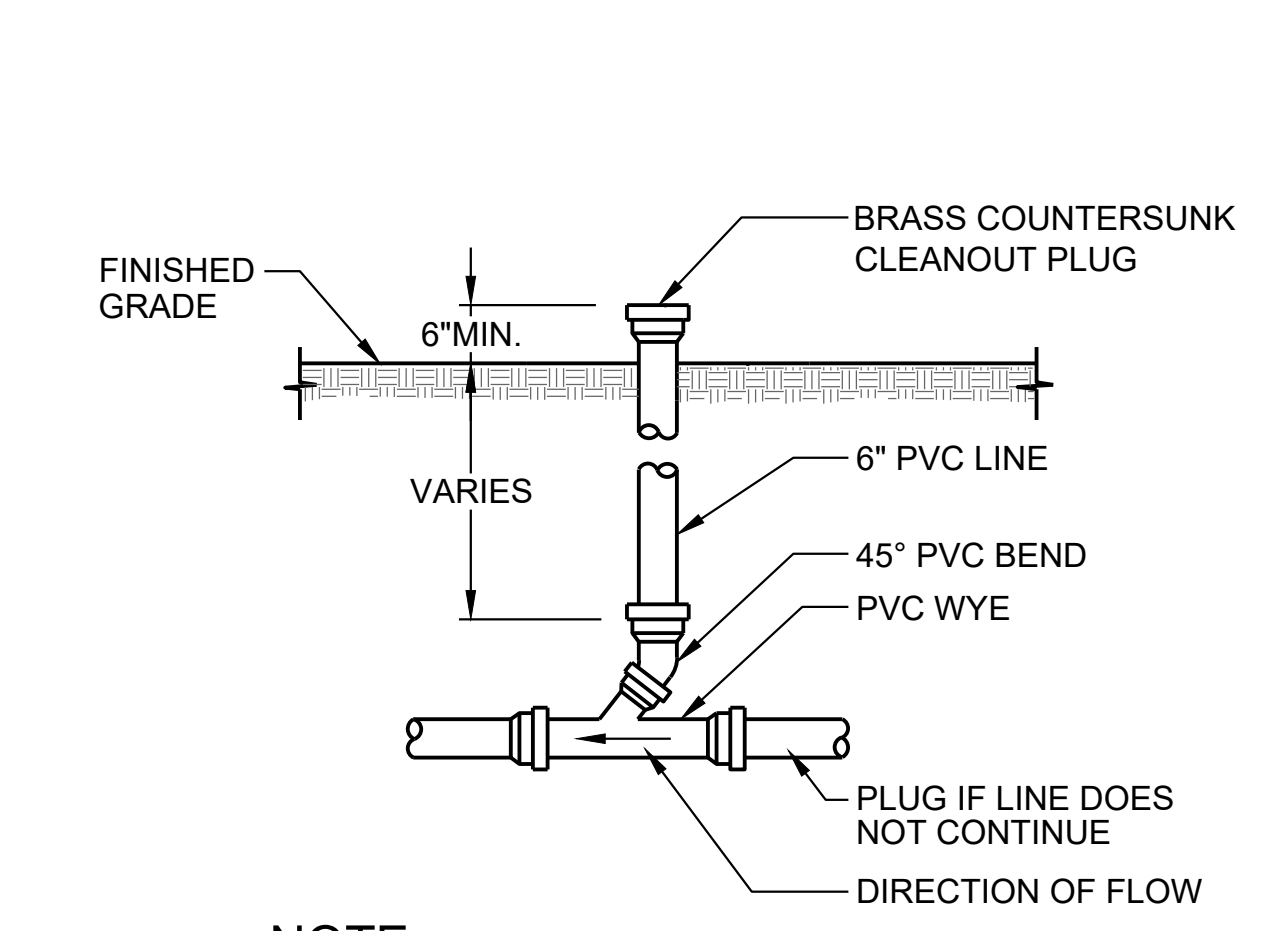 BRASS COUNTERSUNK
CLEANOUT PLUG
FINISHED
GRADE
6"MIN.
6" PVC LINE
VARIES
45° PVC BEND
PVC WYE
PLUG IF LINE DOES
NOT CONTINUE
DIRECTION OF FLOW
NOTE